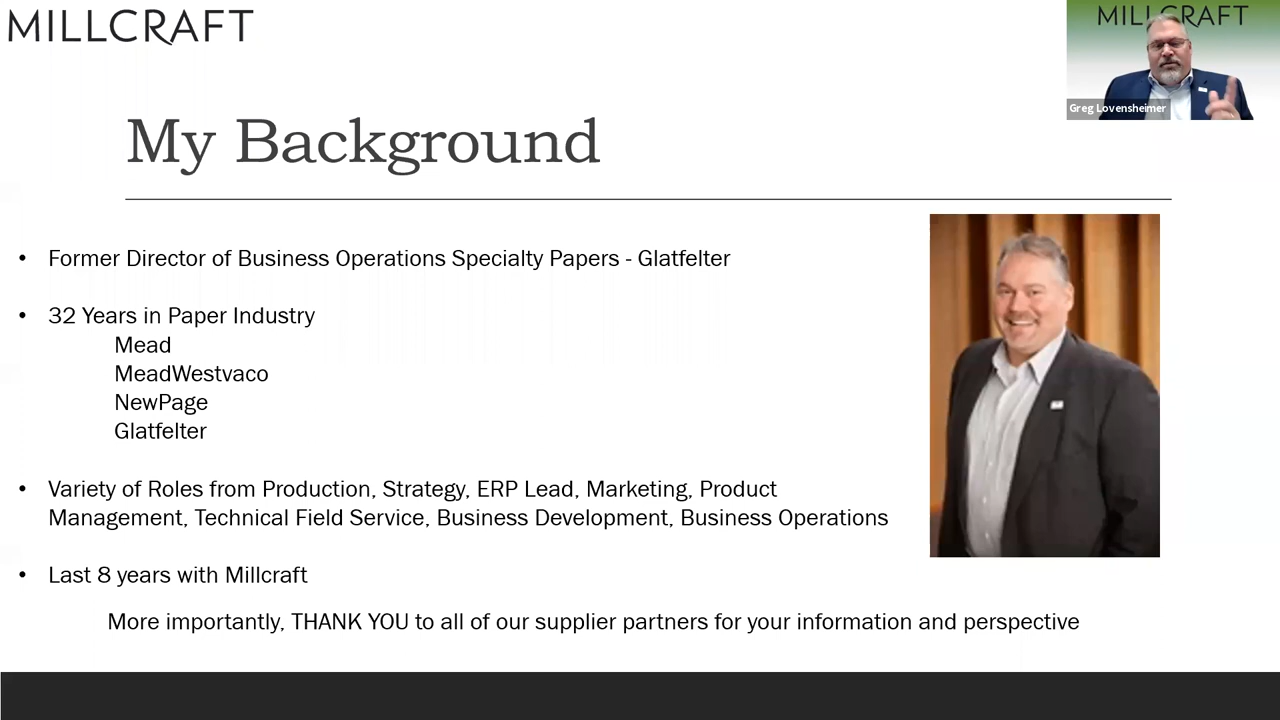 MILLCRAFT
MILLCRAFT
Greg Lovensheimer
My Background
• Former Director of Business Operations Specialty Papers - Glatfelter
• 32 Years in Paper Industry
Mead
MeadWestvaco
NewPage
Glatfelter
• Variety of Roles from Production, Strategy, ERP Lead, Marketing, Product
Management, Technical Field Service, Business Development, Business Operations
• Last 8 years with Millcraft
More importantly, THANK YOU to all of our supplier partners for your information and perspective